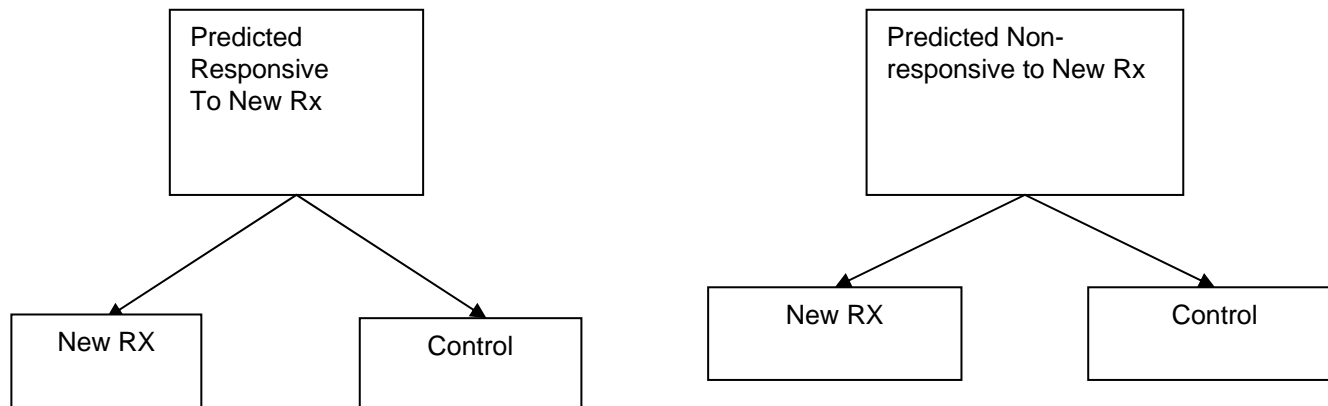 Predicted
Responsive
To New Rx
Predicted Non-
responsive to New Rx
New RX
Control
New RX
Control